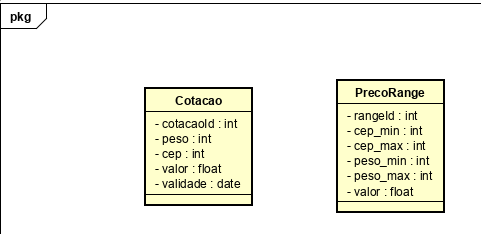 pkg
Cotacao
- cotacaoId : int
- peso : int
- cep : int
- valor : float
- validade : date
PrecoRange
- rangeId : int
- cep_min : int
- cep_max : int
- peso_min : int
- peso_max : int
- valor : float